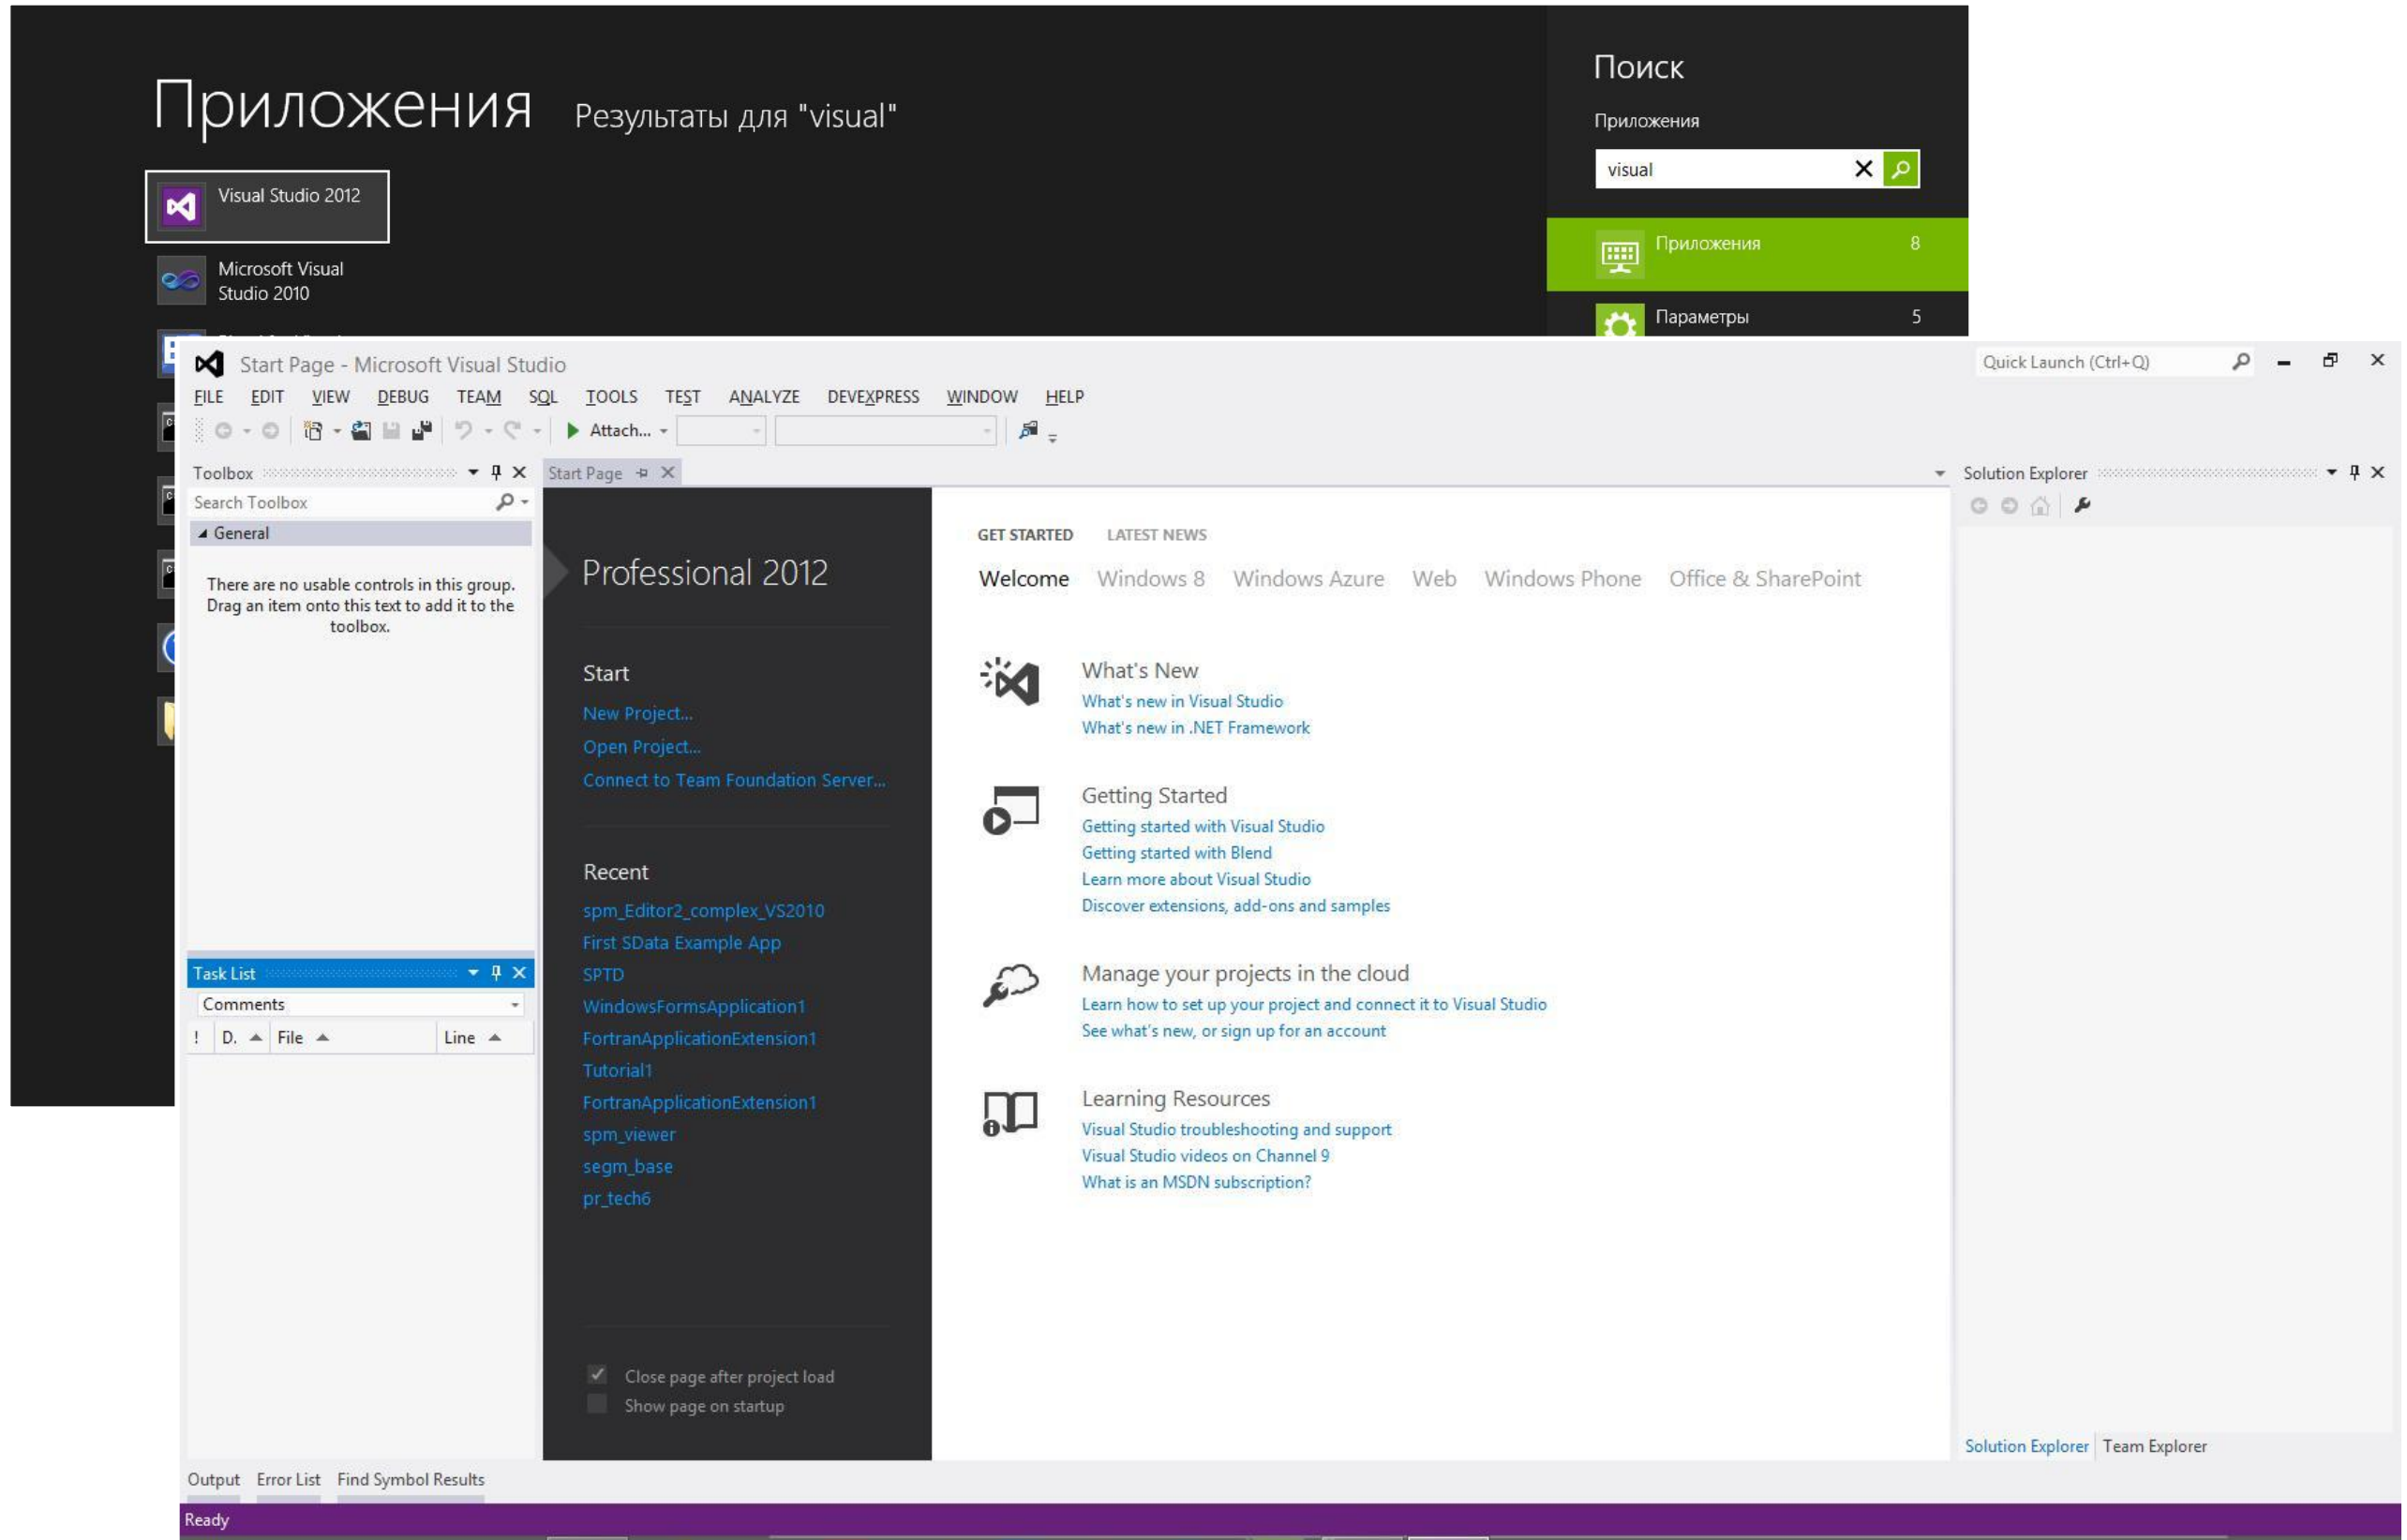 Приложения Результаты для "visual"
Visual Studio 2012
Microsoft Visual
Studio 2010
Поиск
Приложения
visual
Приложения 8
Параметры 5
Start Page - Microsoft Visual Studio
Quick Launch (Ctrl+Q)
FILE EDIT VIEW DEBUG TEAM SQL TOOLS TEST ANALYZE DEVEXPRESS WINDOW HELP
Attach...
Toolbox
Search Toolbox
General
There are no usable controls in this group.
Drag an item onto this text to add it to the
toolbox.
Task List
Comments
! D. File Line
Start Page
Professional 2012
Start
New Project...
Open Project...
Connect to Team Foundation Server...
Recent
spm_Editor2_complex_VS2010
First SData Example App
SPTD
WindowsFormsApplication1
FortranApplicationExtension1
Tutorial1
FortranApplicationExtension1
spm_viewer
segm_base
pr_tech6
Close page after project load
Show page on startup
GET STARTED LATEST NEWS
Welcome Windows 8 Windows Azure Web Windows Phone Office & SharePoint
What's New
What's new in Visual Studio
What's new in .NET Framework
Getting Started
Getting started with Visual Studio
Getting started with Blend
Learn more about Visual Studio
Discover extensions, add-ons and samples
Manage your projects in the cloud
Learn how to set up your project and connect it to Visual Studio
See what's new, or sign up for an account
Learning Resources
Visual Studio troubleshooting and support
Visual Studio videos on Channel 9
What is an MSDN subscription?
Solution Explorer
Solution Explorer Team Explorer
Output Error List Find Symbol Results
Ready